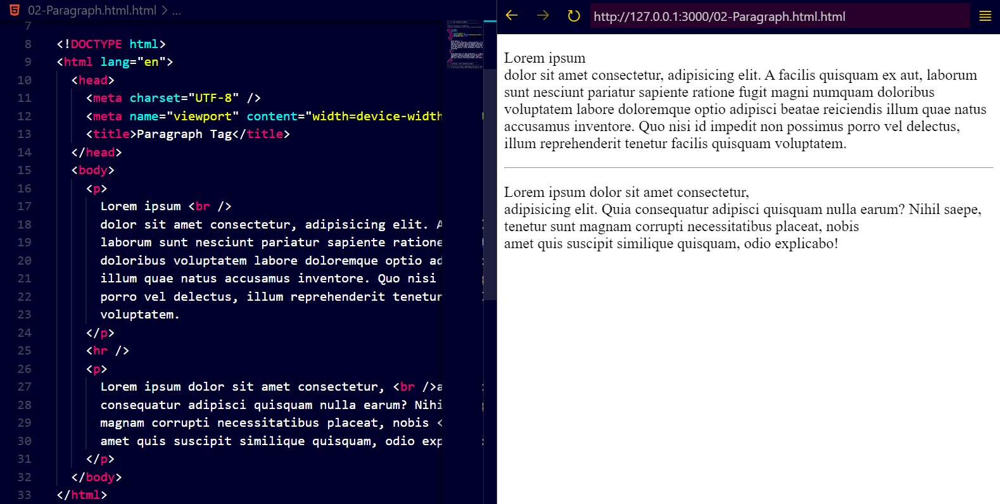 02-Paragraph.html.html > ...
7
8 <!DOCTYPE html>
9 <html lang="en">
10 <head>
11 <meta charset="UTF-8" />
12 <meta name="viewport" content="width=device-width
13 <title>Paragraph Tag</title>
14 </head>
15 <body>
16 <p>
17 Lorem ipsum <br />
18 dolor sit amet consectetur, adipisicing elit. A
19 laborum sunt nesciunt pariatur sapiente ratione
20 doloribus voluptatem labore doloremque optio ad
21 illum quae natus accusamus inventore. Quo nisi
22 porro vel delectus, illum reprehenderit tenetur
23 voluptatem.
24 </p>
25 <hr />
26 <p>
27 Lorem ipsum dolor sit amet consectetur, <br />a
28 consequatur adipisci quisquam nulla earum? Nihi
29 magnam corrupti necessitatibus placeat, nobis <
30 amet quis suscipit similique quisquam, odio exp
31 </p>
32 </body>
33 </html>
http://127.0.0.1:3000/02-Paragraph.html.html
Lorem ipsum
dolor sit amet consectetur, adipisicing elit. A facilis quisquam ex aut, laborum
sunt nesciunt pariatur sapiente ratione fugit magni numquam doloribus
voluptatem labore doloremque optio adipisci beatae reiciendis illum quae natus
accusamus inventore. Quo nisi id impedit non possimus porro vel delectus,
illum reprehenderit tenetur facilis quisquam voluptatem.
Lorem ipsum dolor sit amet consectetur,
adipisicing elit. Quia consequatur adipisci quisquam nulla earum? Nihil saepe,
tenetur sunt magnam corrupti necessitatibus placeat, nobis
amet quis suscipit similique quisquam, odio explicabo!